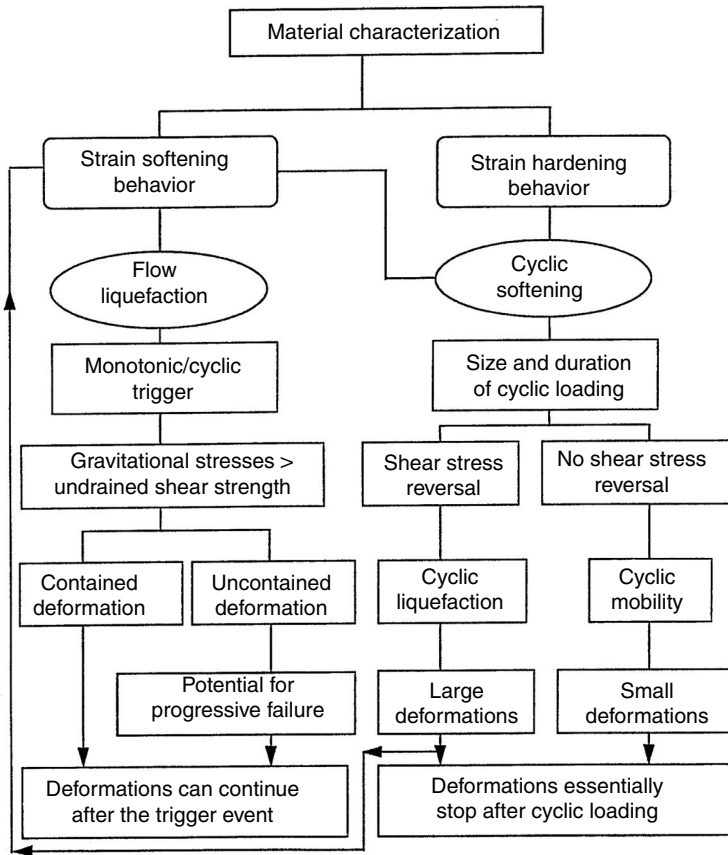 Material characterization
Strain softening
behavior
Strain hardening
behavior
Flow
liquefaction
Cyclic
softening
Monotonic/cyclic
trigger
Size and duration
of cyclic loading
Gravitational stresses >
undrained shear strength
Shear stress
reversal
No shear stress
reversal
Contained
deformation
Uncontained
deformation
Cyclic
liquefaction
Cyclic
mobility
Potential for
progressive failure
Large
deformations
Small
deformations
Deformations can continue
after the trigger event
Deformations essentially
stop after cyclic loading